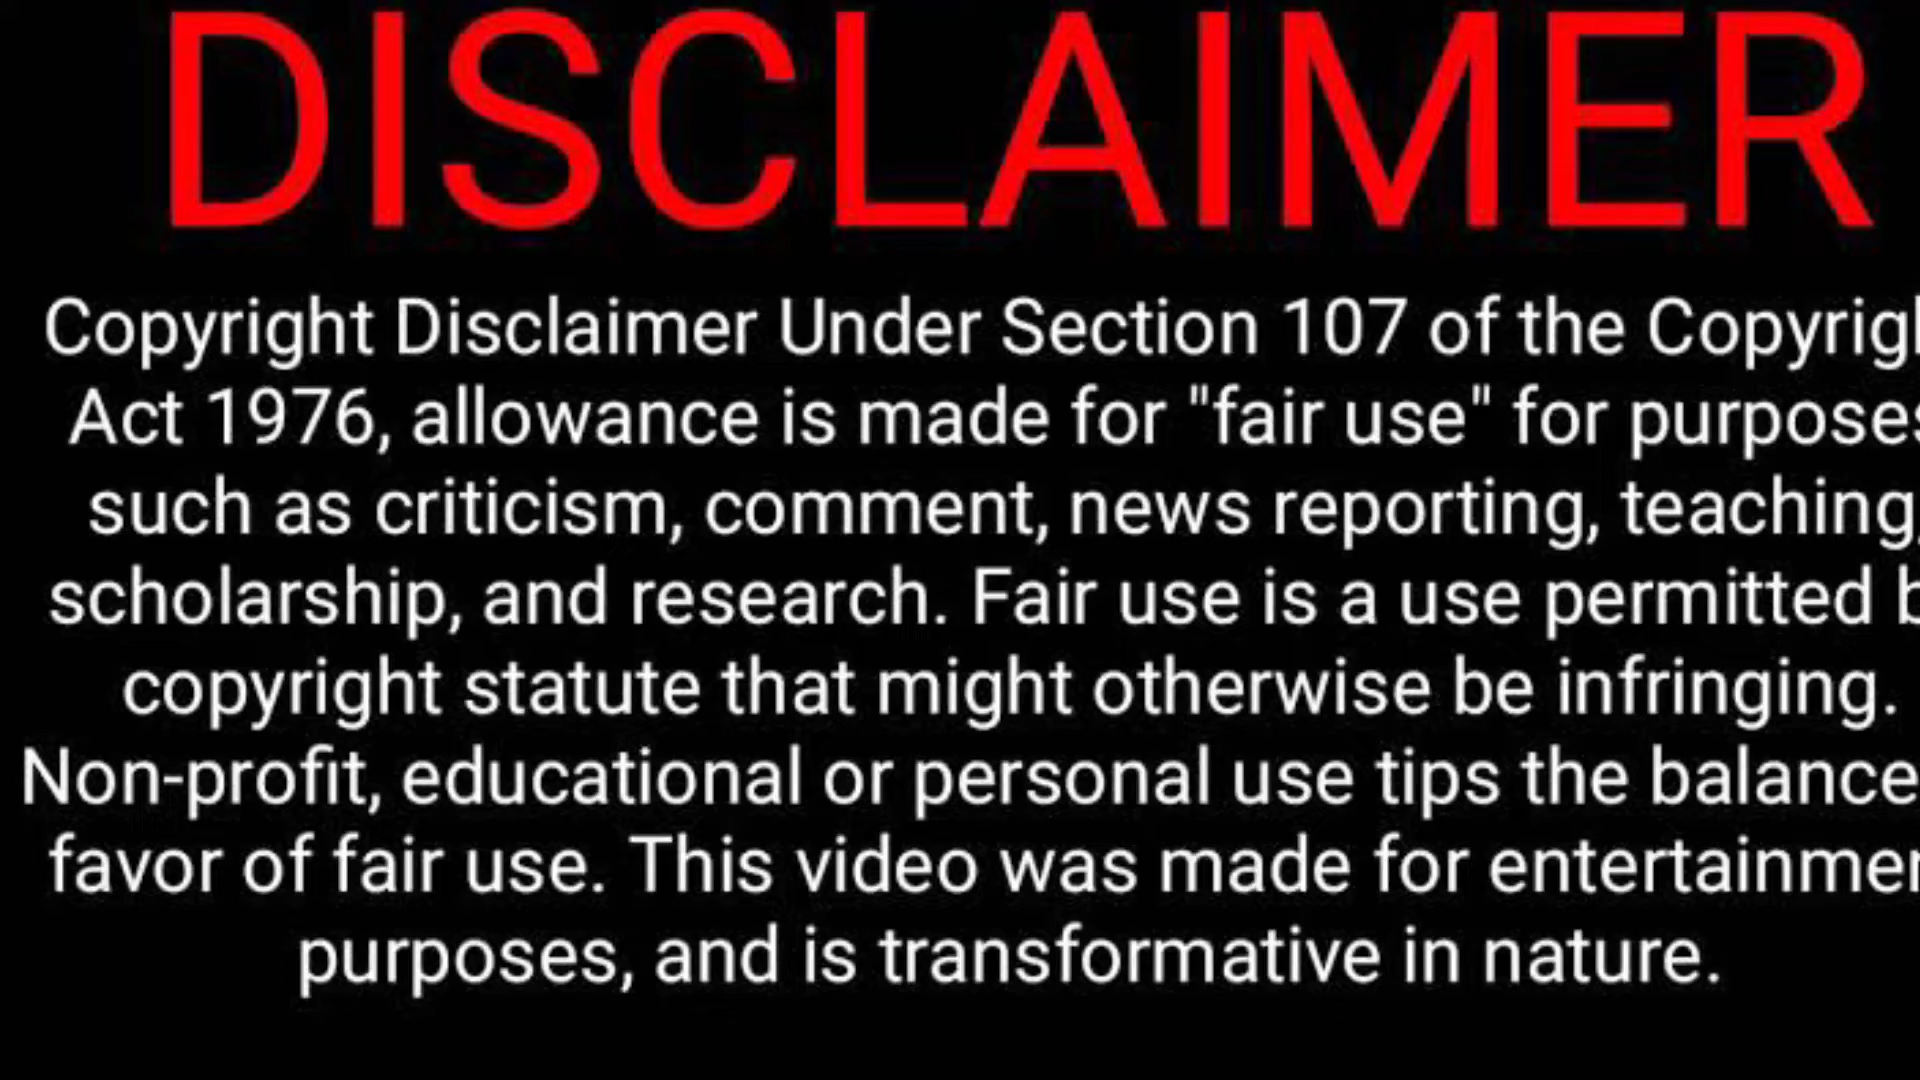 DISCLAIMER
Copyright Disclaimer Under Section 107 of the Copyrigh
Act 1976, allowance is made for "fair use" for purposes
such as criticism, comment, news reporting, teaching,
scholarship, and research. Fair use is a use permitted b
copyright statute that might otherwise be infringing.
Non-profit, educational or personal use tips the balance
favor of fair use. This video was made for entertainmen
purposes, and is transformative in nature.